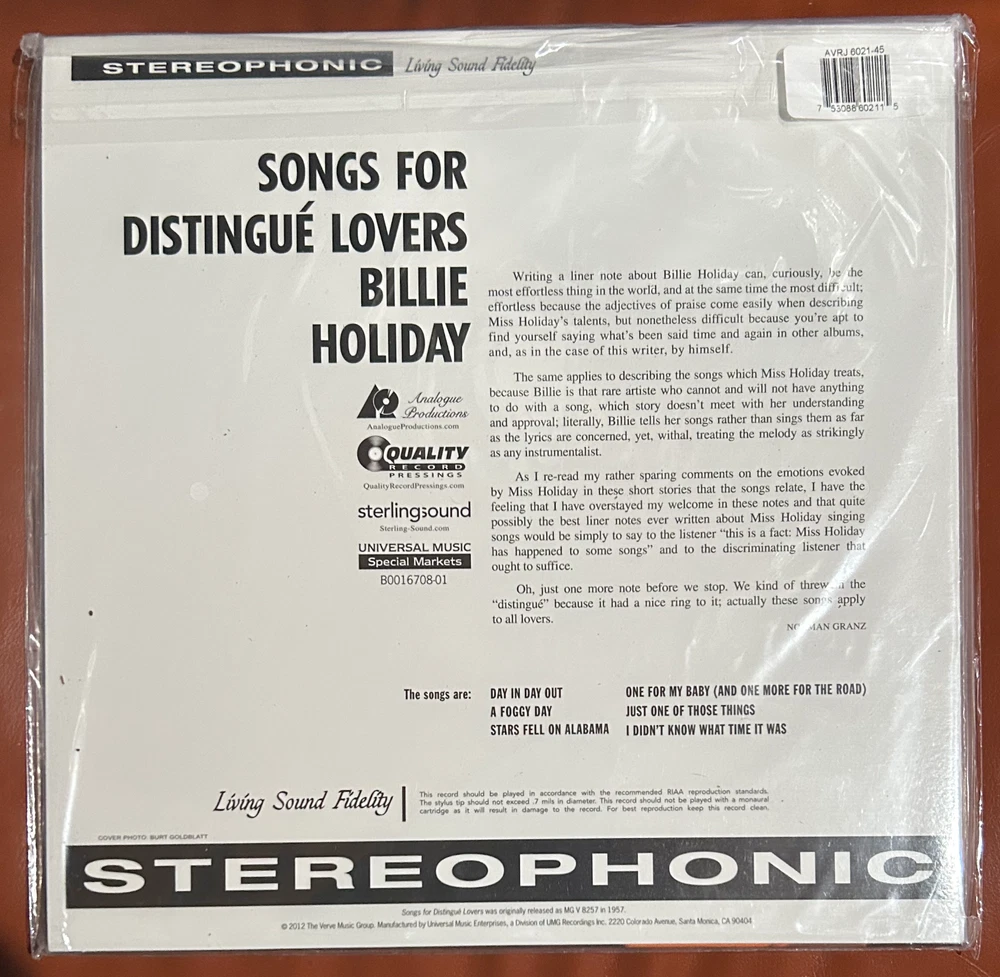 STEREOPHONIC Living Sound Fidelity
AVRJ 6021-45
7 53088 60211 5
SONGS FOR
DISTINGUÉ LOVERS
BILLIE
HOLIDAY
Analogue
Productions
AnalogueProductions.com
QUALITY
RECORD
PRESSINGS
QualityRecordPressings.com
sterlingsound
Sterling-Sound.com
UNIVERSAL MUSIC
Special Markets
B0016708-01
Writing a liner note about Billie Holiday can, curiously, be the
most effortless thing in the world, and at the same time the most difficult;
effortless because the adjectives of praise come easily when describing
Miss Holiday's talents, but nonetheless difficult because you're apt to
find yourself saying what's been said time and again in other albums,
and, as in the case of this writer, by himself.
The same applies to describing the songs which Miss Holiday treats,
because Billie is that rare artiste who cannot and will not have anything
to do with a song, which story doesn't meet with her understanding
and approval; literally, Billie tells her songs rather than sings them as far
as the lyrics are concerned, yet, withal, treating the melody as strikingly
as any instrumentalist.
As I re-read my rather sparing comments on the emotions evoked
by Miss Holiday in these short stories that the songs relate, I have the
feeling that I have overstayed my welcome in these notes and that quite
possibly the best liner notes ever written about Miss Holiday singing
songs would be simply to say to the listener "this is a fact: Miss Holiday
has happened to some songs" and to the discriminating listener that
ought to suffice.
Oh, just one more note before we stop. We kind of threw in the
"distingué" because it had a nice ring to it; actually these songs apply
to all lovers.
NORMAN GRANZ
The songs are:
DAY IN DAY OUT
A FOGGY DAY
STARS FELL ON ALABAMA
ONE FOR MY BABY (AND ONE MORE FOR THE ROAD)
JUST ONE OF THOSE THINGS
I DIDN'T KNOW WHAT TIME IT WAS
Living Sound Fidelity
This record should be played in accordance with the recommended RIAA reproduction standards.
The stylus tip should not exceed .7 mils in diameter. This record should not be played with a monaural
cartridge as it will result in damage to the record. For best reproduction keep this record clean.
COVER PHOTO: BURT GOLDBLATT
STEREOPHONIC
Songs for Distingué Lovers was originally released as MG V 8257 in 1957.
© 2012 The Verve Music Group. Manufactured by Universal Music Enterprises, a Division of UMG Recordings Inc. 2220 Colorado Avenue, Santa Monica, CA 90404